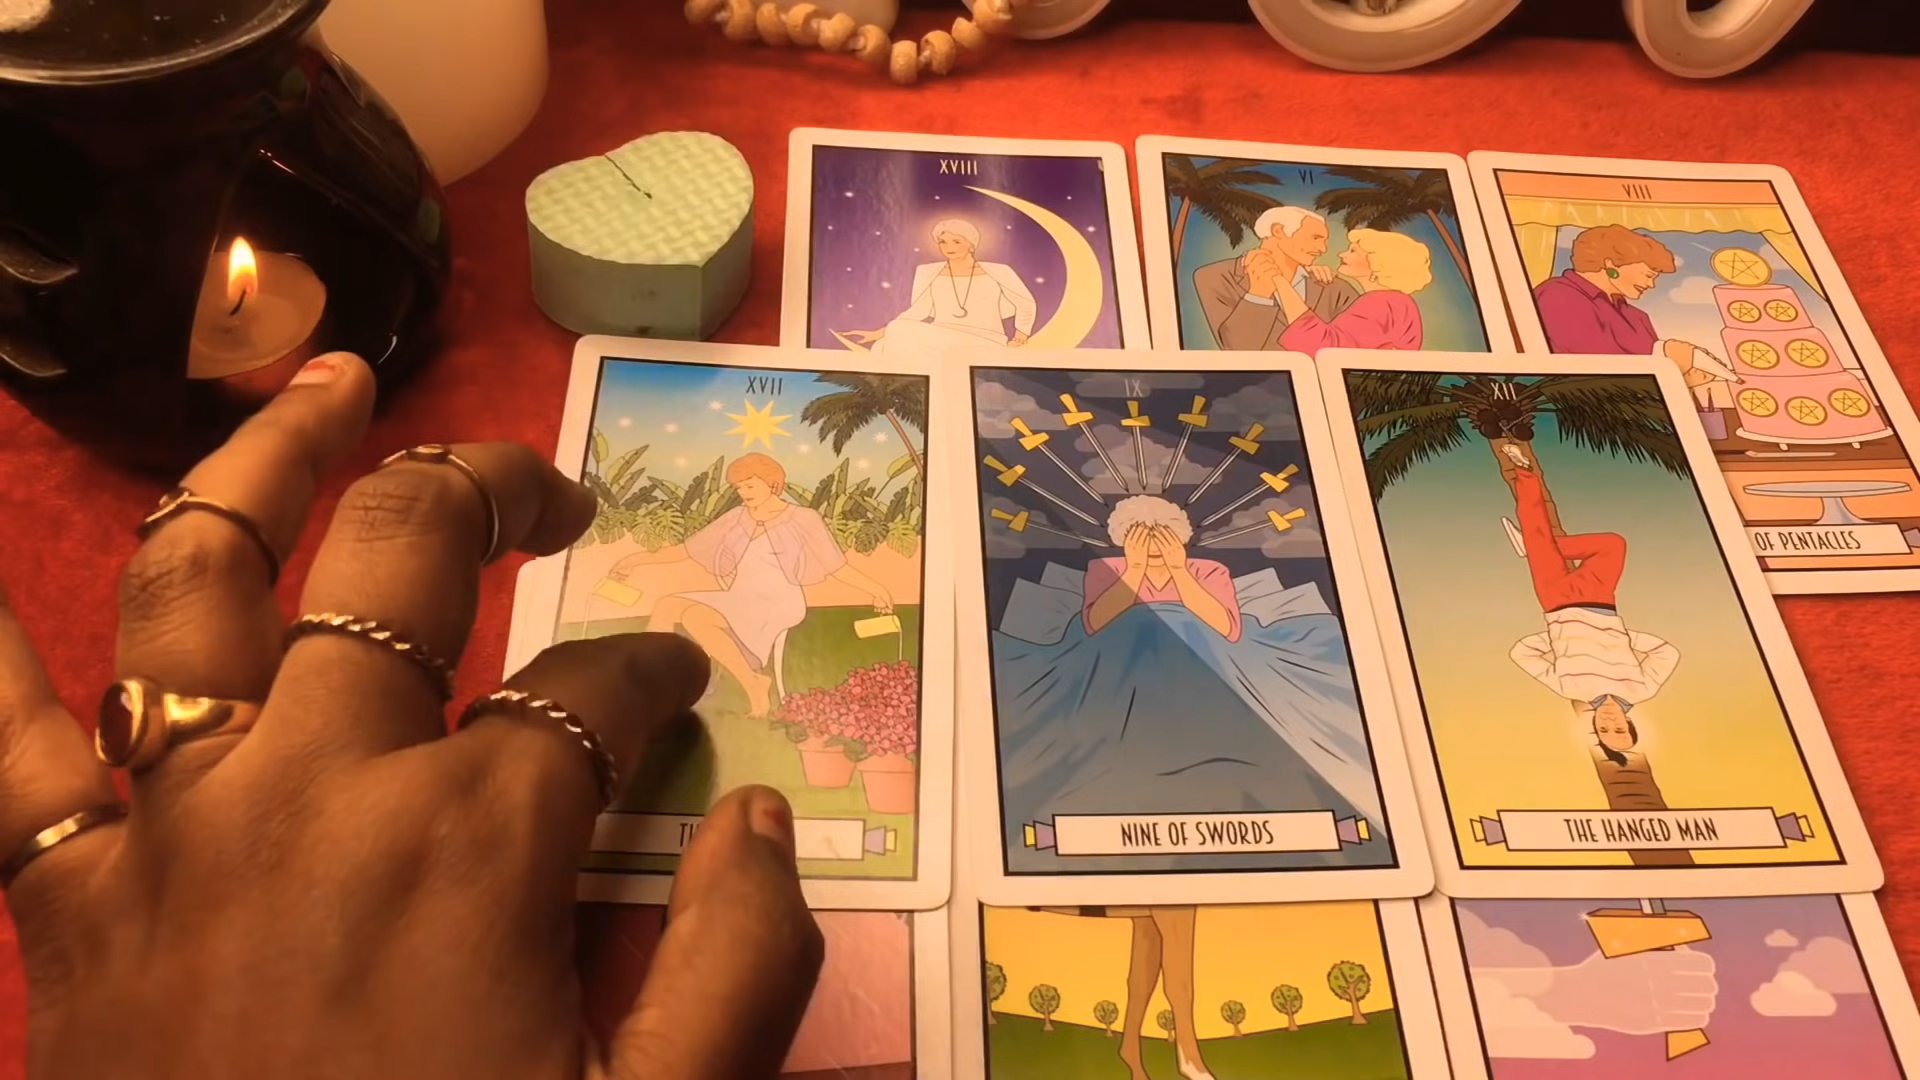 XVIII
VI
VIII
OF PENTACLES
XVII
IX
NINE OF SWORDS
XII
THE HANGED MAN